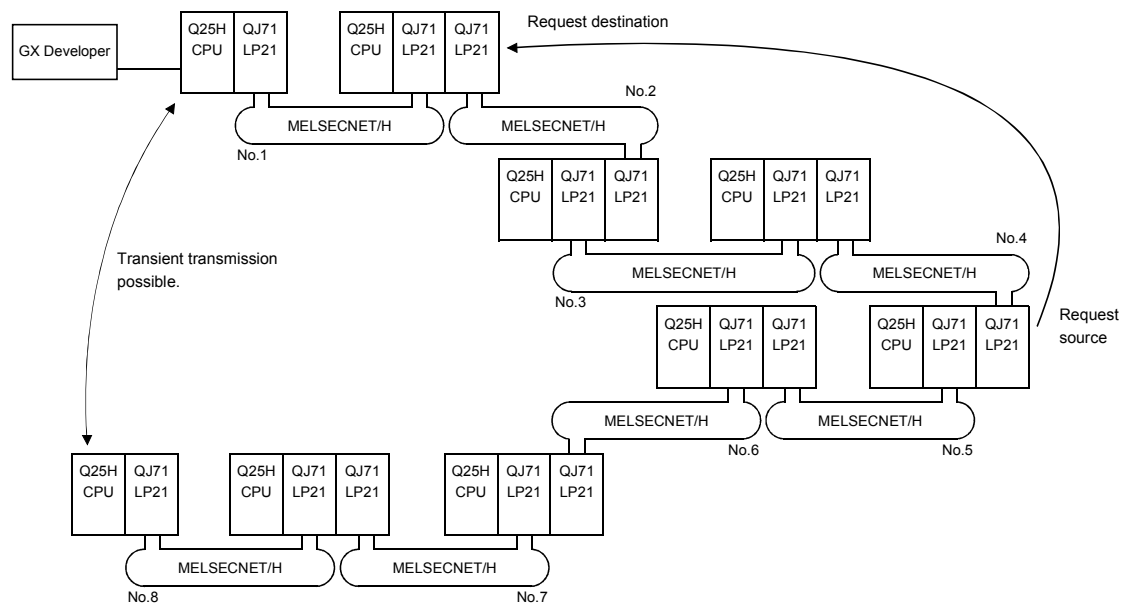 GX Developer
Q25H
CPU
QJ71
LP21
Q25H
CPU
QJ71
LP21
QJ71
LP21
Request destination
MELSECNET/H
No.1
MELSECNET/H
No.2
Q25H
CPU
QJ71
LP21
QJ71
LP21
Q25H
CPU
QJ71
LP21
QJ71
LP21
Transient transmission
possible.
MELSECNET/H
No.3
MELSECNET/H
No.4
Q25H
CPU
QJ71
LP21
QJ71
LP21
Q25H
CPU
QJ71
LP21
QJ71
LP21
Request
source
MELSECNET/H
No.6
MELSECNET/H
No.5
Q25H
CPU
QJ71
LP21
Q25H
CPU
QJ71
LP21
QJ71
LP21
Q25H
CPU
QJ71
LP21
QJ71
LP21
MELSECNET/H
No.8
MELSECNET/H
No.7